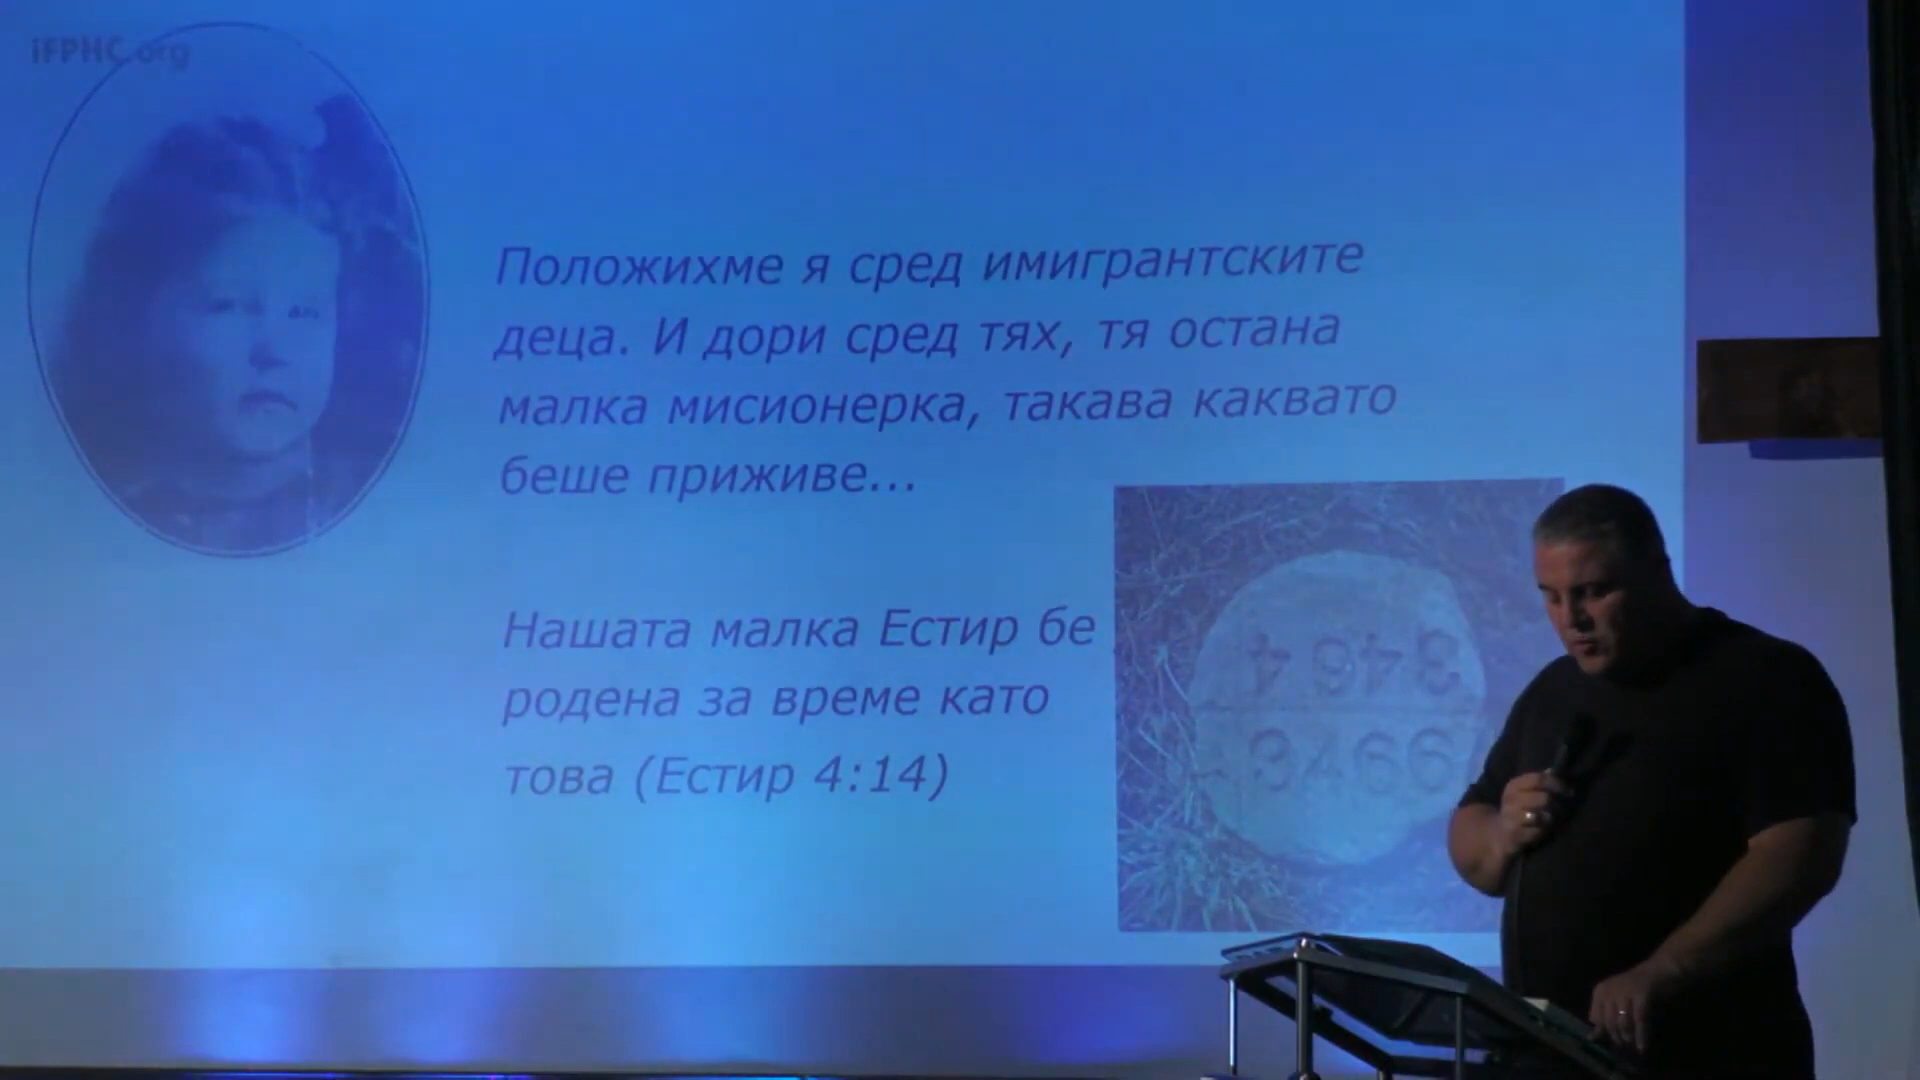 iFPHC.org
Положихме я сред имигрантските
деца. И дори сред тях, тя остана
малка мисионерка, такава каквато
беше приживе...
Нашата малка Естир бе
родена за време като
това (Естир 4:14)
3464
13466